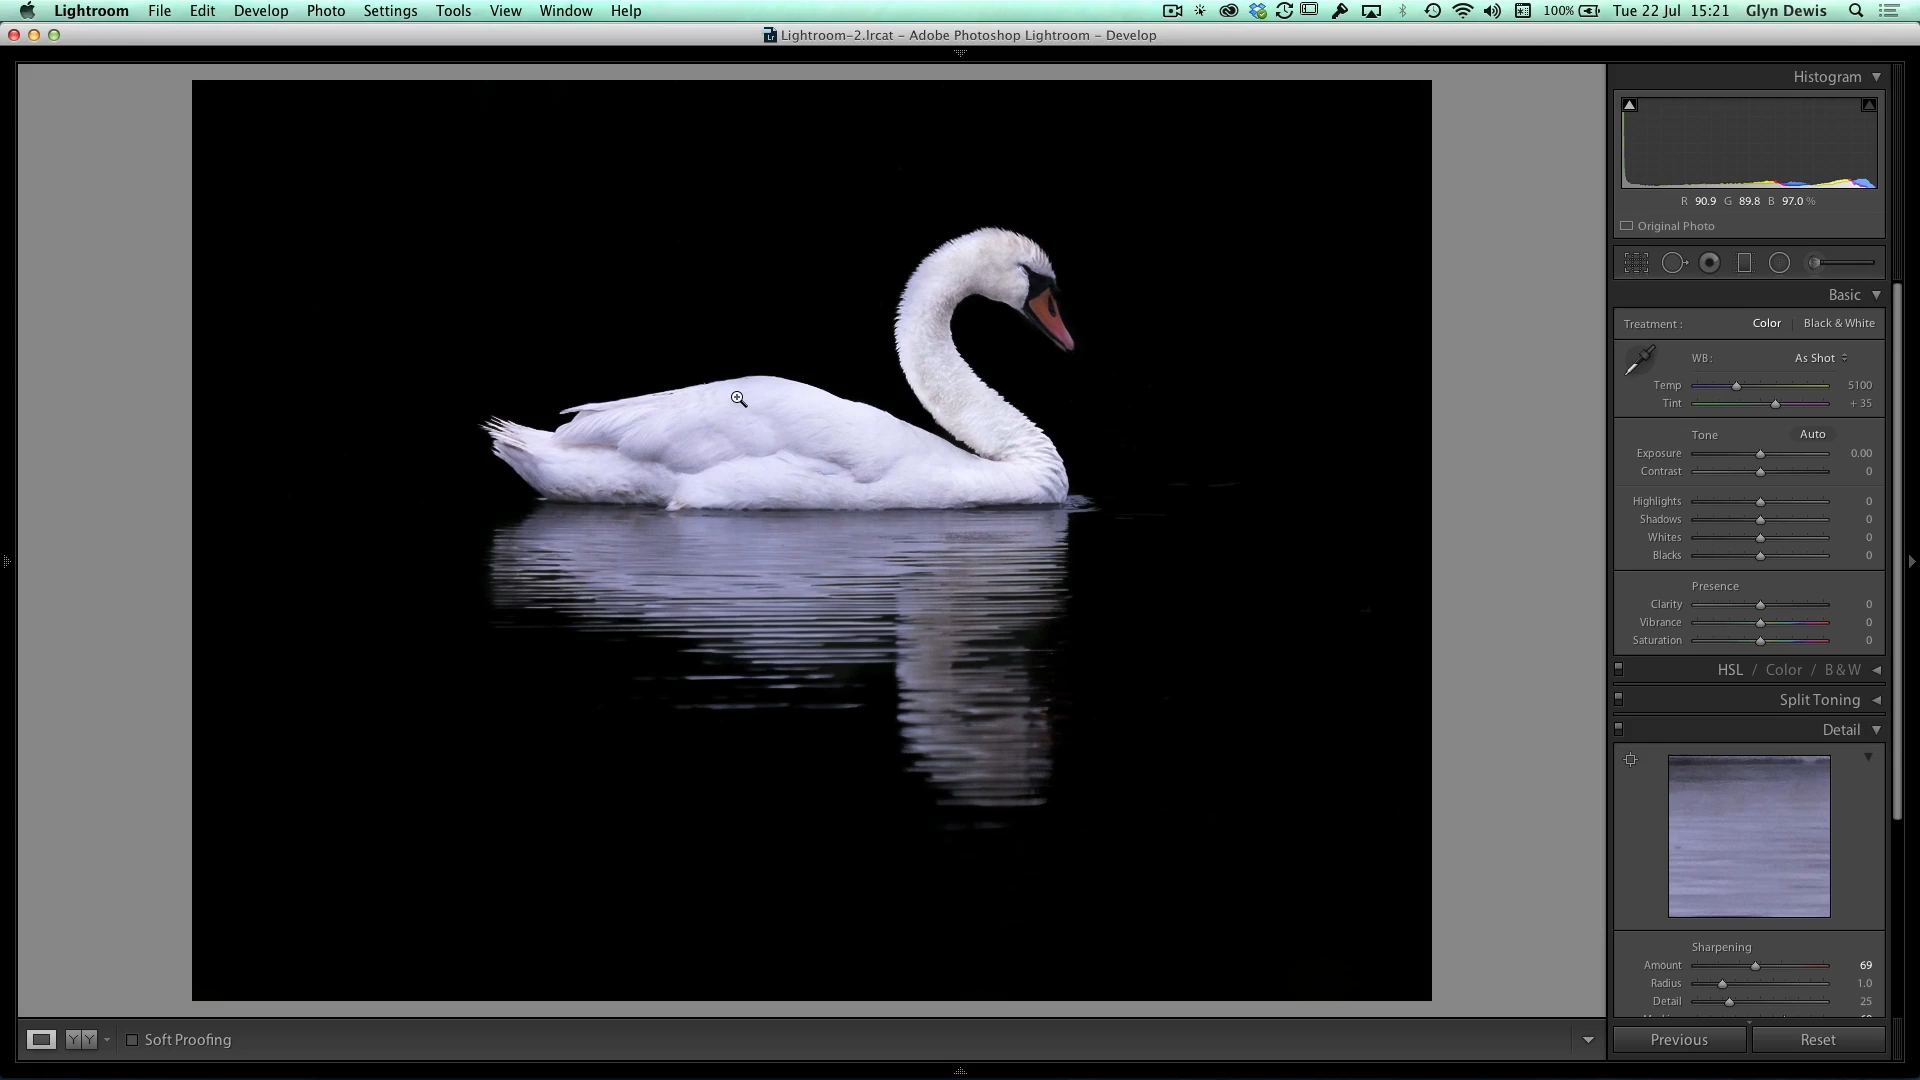 Lightroom File Edit Develop Photo Settings Tools View Window Help 100% Tue 22 Jul 15:21 Glyn Dewis
Lightroom-2.lrcat - Adobe Photoshop Lightroom - Develop
Histogram
R 90.9 G 89.8 B 97.0 %
Original Photo
Basic
Treatment : Color Black & White
WB: As Shot
Temp 5100
Tint + 35
Tone Auto
Exposure 0.00
Contrast 0
Highlights 0
Shadows 0
Whites 0
Blacks 0
Presence
Clarity 0
Vibrance 0
Saturation 0
HSL / Color / B & W
Split Toning
Detail
Sharpening
Amount 69
Radius 1.0
Detail 25
Y Y Soft Proofing
Previous Reset